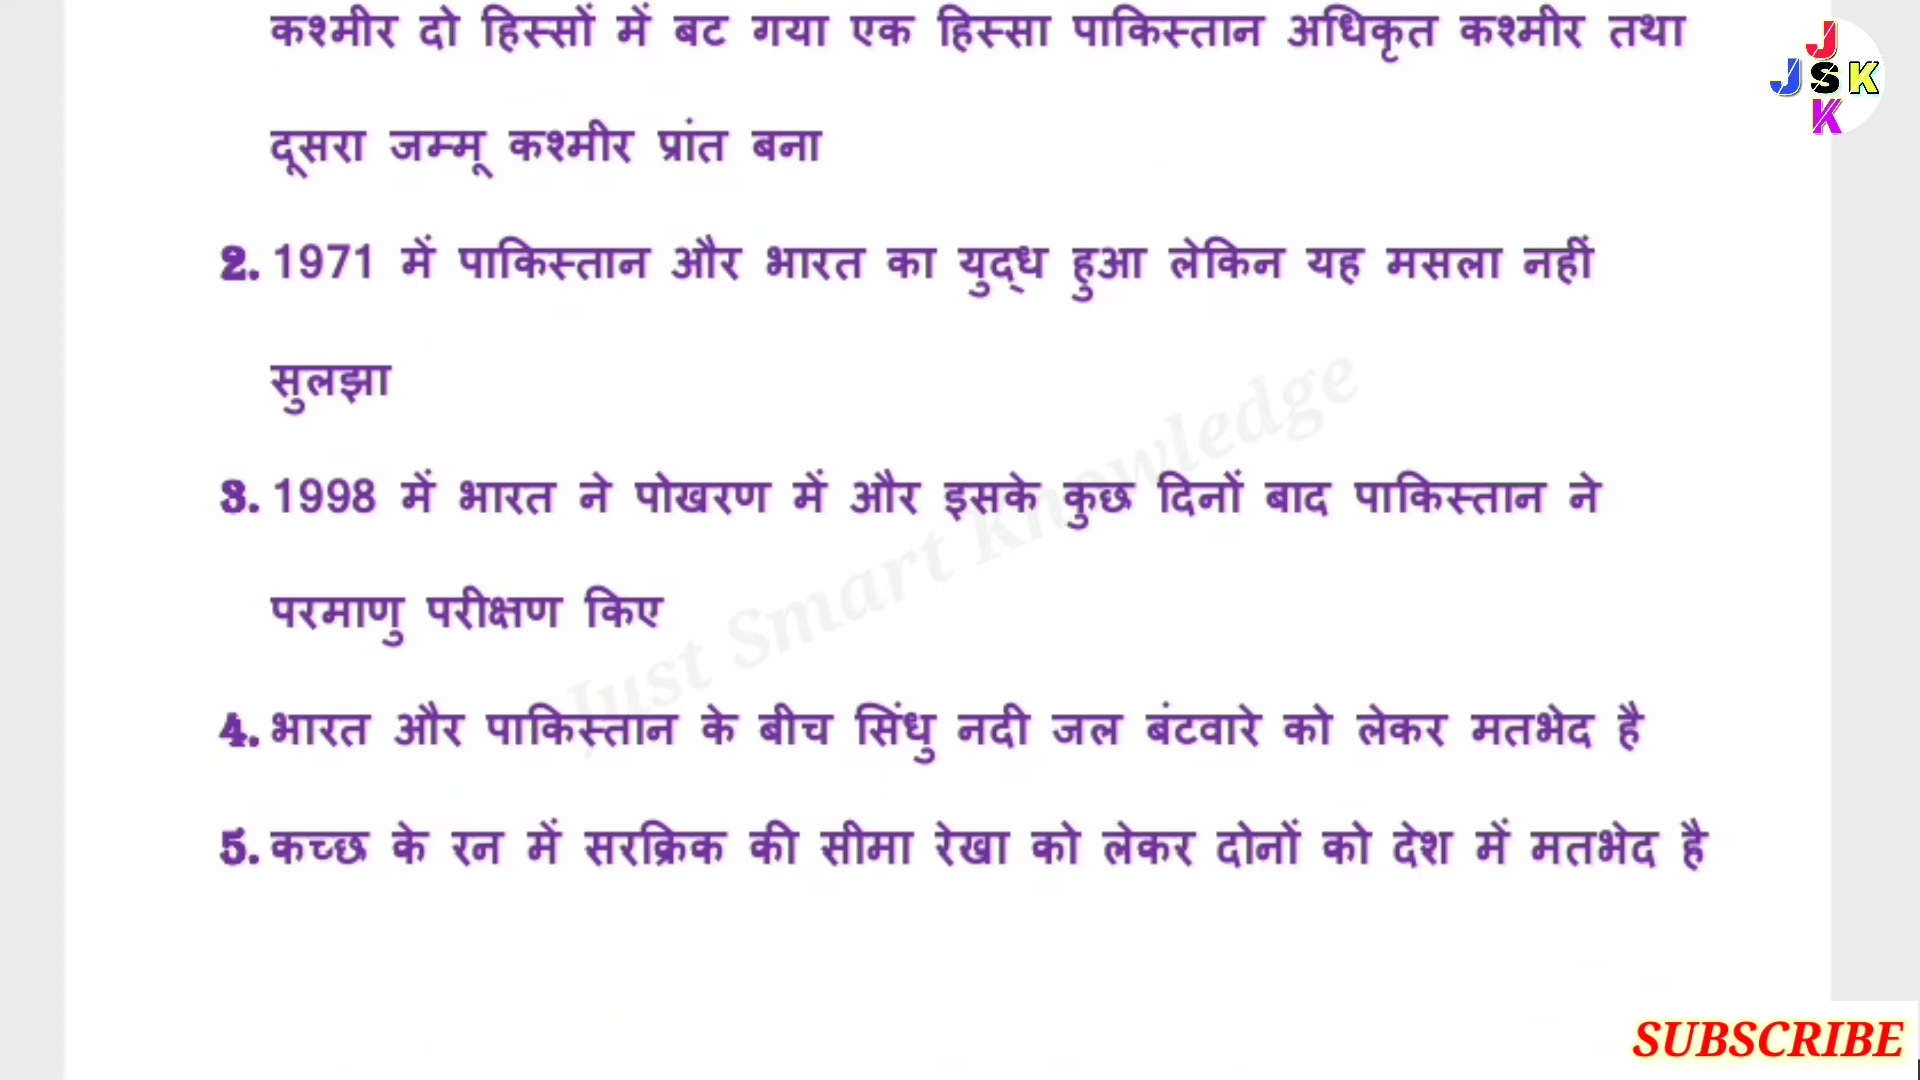 कश्मीर दो हिस्सों में बट गया एक हिस्सा पाकिस्तान अधिकृत कश्मीर तथा
दूसरा जम्मू कश्मीर प्रांत बना
2. 1971 में पाकिस्तान और भारत का युद्ध हुआ लेकिन यह मसला नहीं
सुलझा
3. 1998 में भारत ने पोखरण में और इसके कुछ दिनों बाद पाकिस्तान ने
परमाणु परीक्षण किए
4. भारत और पाकिस्तान के बीच सिंधु नदी जल बंटवारे को लेकर मतभेद है
5. कच्छ के रन में सरक्रिक की सीमा रेखा को लेकर दोनों को देश में मतभेद है
Just Smart Knowledge
J
JSK
K
SUBSCRIBE